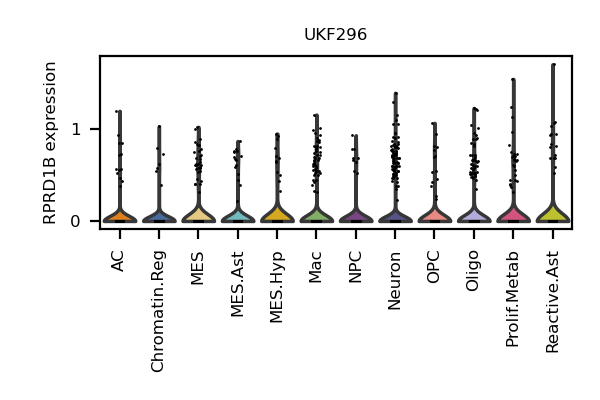 UKF296
RPRD1B expression
1
0
AC
Chromatin.Reg
MES
MES.Ast
MES.Hyp
Mac
NPC
Neuron
OPC
Oligo
Prolif.Metab
Reactive.Ast